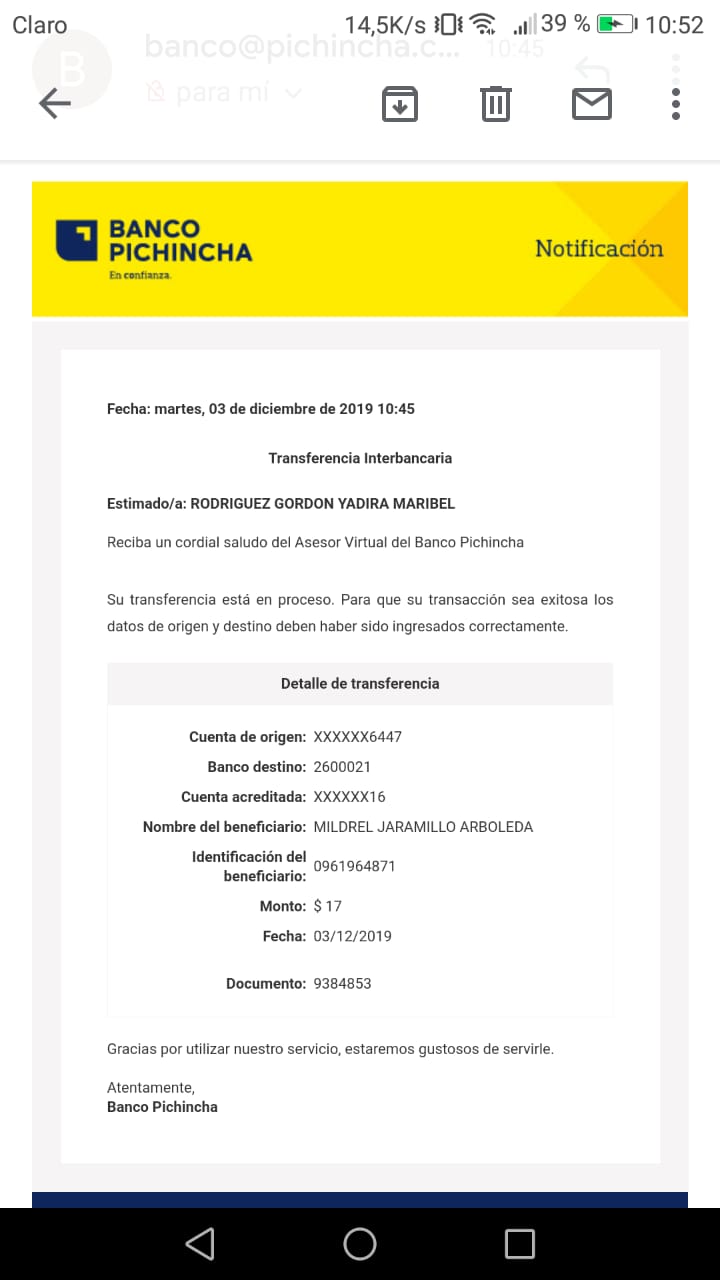 Claro 14,5K/s 39 % 10:52
B banco@pichincha.c... 10:45
para mí
BANCO
PICHINCHA
En confianza.
Notificación
Fecha: martes, 03 de diciembre de 2019 10:45
Transferencia Interbancaria
Estimado/a: RODRIGUEZ GORDON YADIRA MARIBEL
Reciba un cordial saludo del Asesor Virtual del Banco Pichincha
Su transferencia está en proceso. Para que su transacción sea exitosa los
datos de origen y destino deben haber sido ingresados correctamente.
Detalle de transferencia
Cuenta de origen: XXXXXX6447
Banco destino: 2600021
Cuenta acreditada: XXXXXX16
Nombre del beneficiario: MILDREL JARAMILLO ARBOLEDA
Identificación del
beneficiario: 0961964871
Monto: $ 17
Fecha: 03/12/2019
Documento: 9384853
Gracias por utilizar nuestro servicio, estaremos gustosos de servirle.
Atentamente,
Banco Pichincha